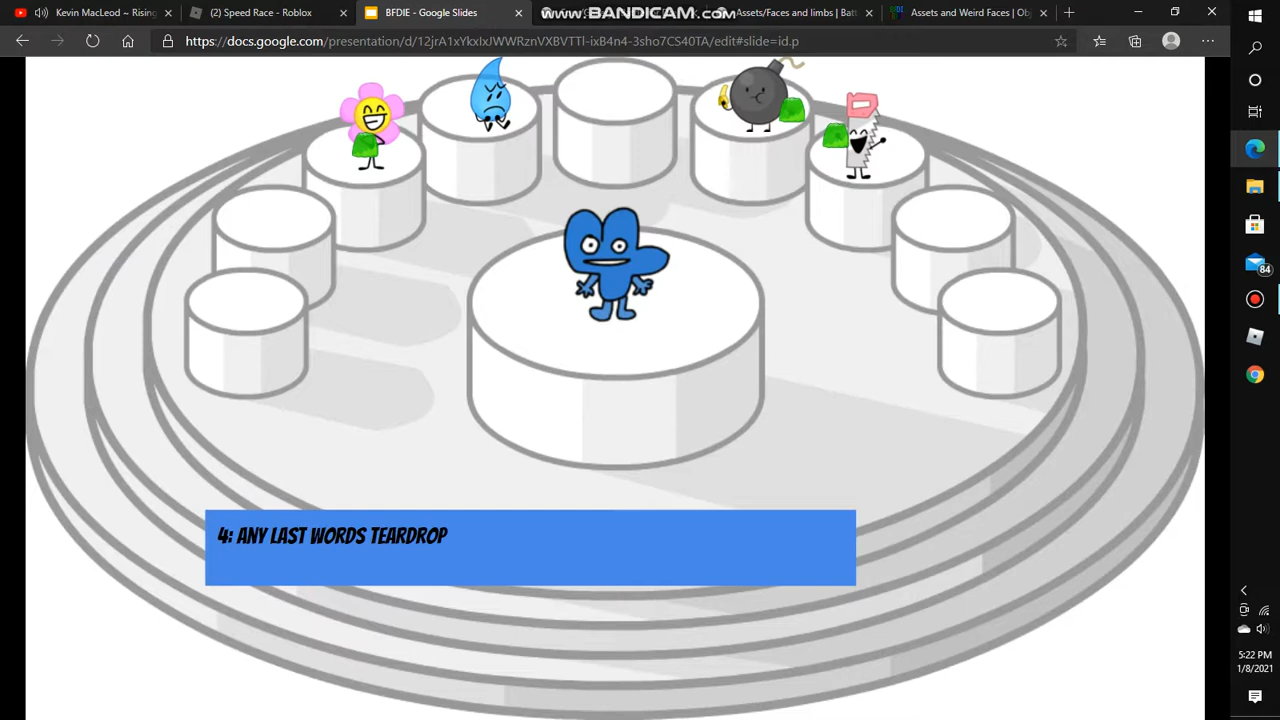 Kevin MacLeod – Rising
(2) Speed Race - Roblox
BFDIE - Google Slides
www.BANDICAM.com
Assets/Faces and limbs | Batt
Assets and Weird Faces | Obj
https://docs.google.com/presentation/d/12jrA1xYkxIxJWWRznVXBVTTl-ixB4n4-3sho7CS40TA/edit#slide=id.p
84
4: ANY LAST WORDS TEARDROP
5:22 PM
1/8/2021